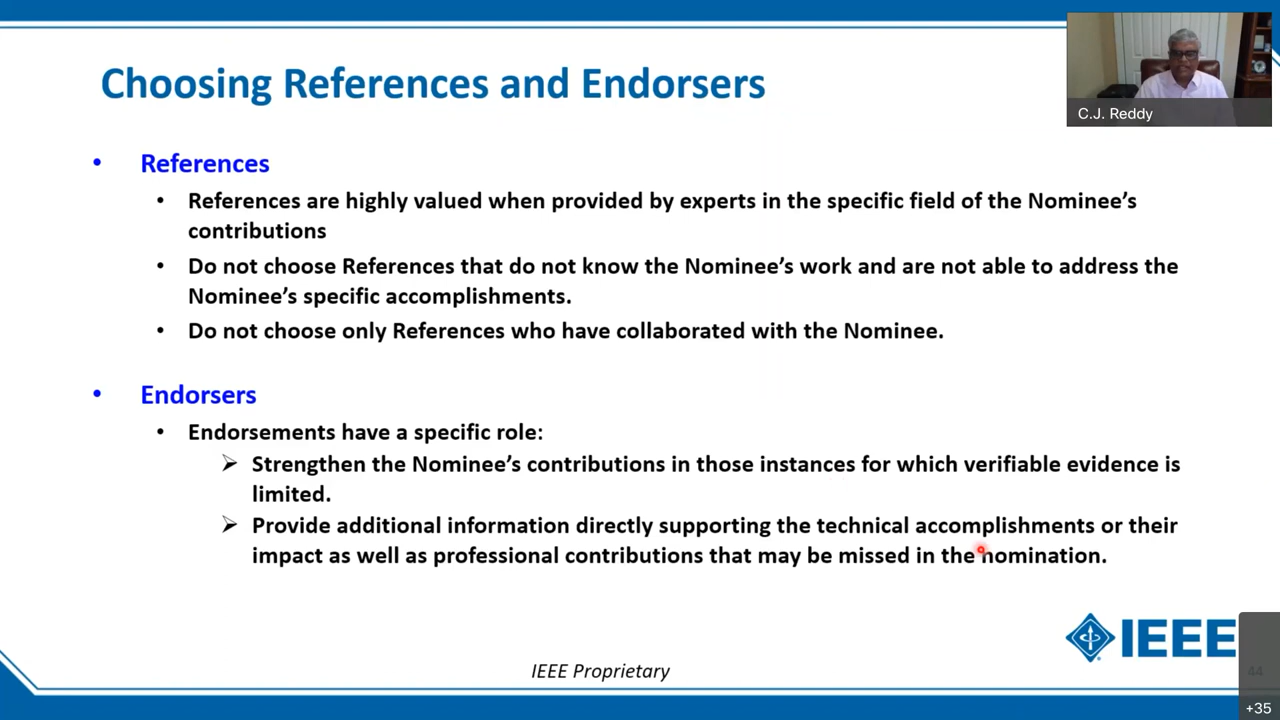 Choosing References and Endorsers
C.J. Reddy
• References
• References are highly valued when provided by experts in the specific field of the Nominee’s
contributions
• Do not choose References that do not know the Nominee’s work and are not able to address the
Nominee’s specific accomplishments.
• Do not choose only References who have collaborated with the Nominee.
• Endorsers
• Endorsements have a specific role:
➢ Strengthen the Nominee’s contributions in those instances for which verifiable evidence is
limited.
➢ Provide additional information directly supporting the technical accomplishments or their
impact as well as professional contributions that may be missed in the nomination.
IEEE
IEEE Proprietary
44
+35